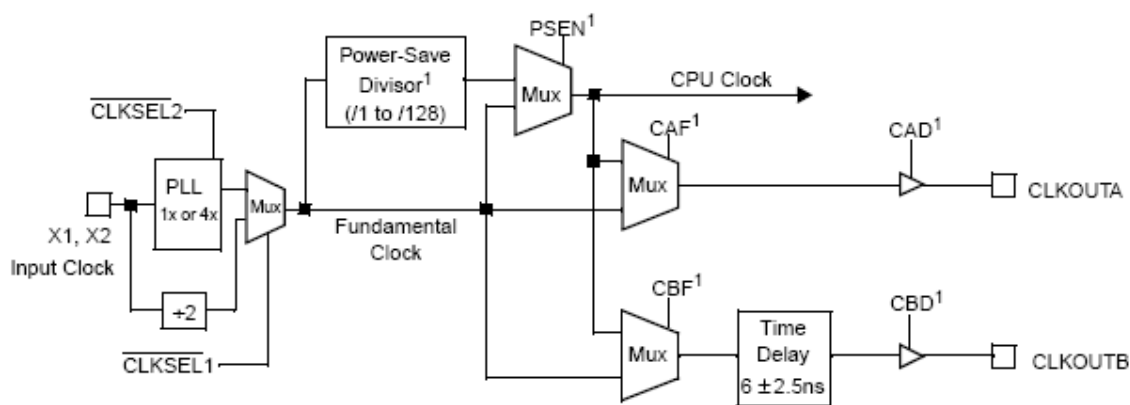 PSEN¹
Power-Save
Divisor¹
(/1 to /128)
Mux
CPU Clock
CLKSEL2
CAF¹
CAD¹
PLL
1x or 4x
Mux
Mux
CLKOUTA
X1, X2
Input Clock
Fundamental
Clock
÷2
CBF¹
CBD¹
Time
Delay
6 ±2.5ns
Mux
CLKOUTB
CLKSEL1